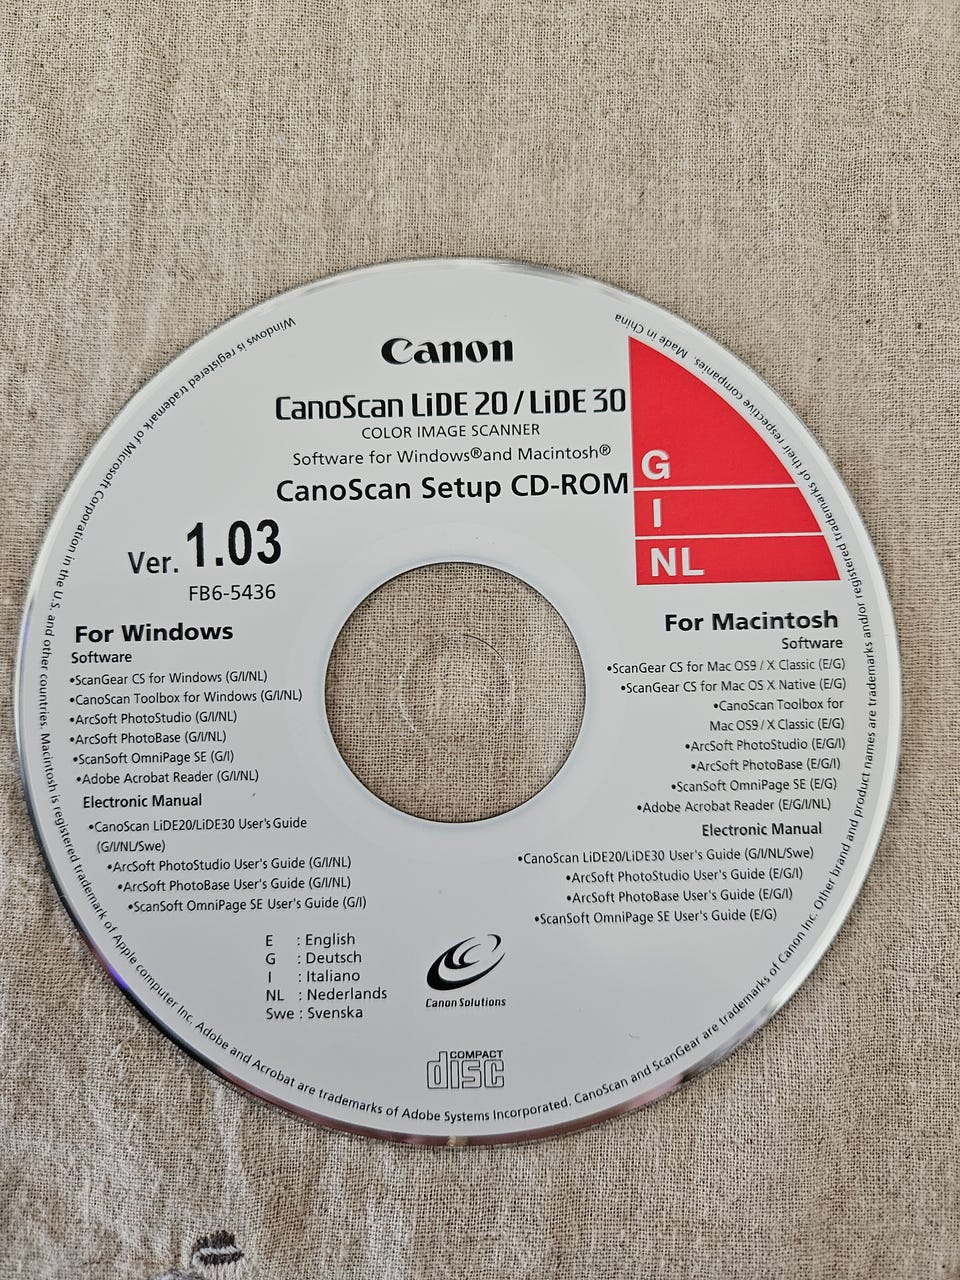 Canon
CanoScan LiDE 20 / LiDE 30
COLOR IMAGE SCANNER
Software for Windows® and Macintosh®
CanoScan Setup CD-ROM
G
I
NL
Ver. 1.03
FB6-5436
For Windows
Software
•ScanGear CS for Windows (G/I/NL)
•CanoScan Toolbox for Windows (G/I/NL)
•ArcSoft PhotoStudio (G/I/NL)
•ArcSoft PhotoBase (G/I/NL)
•ScanSoft OmniPage SE (G/I)
•Adobe Acrobat Reader (G/I/NL)
Electronic Manual
•CanoScan LiDE20/LiDE30 User's Guide
(G/I/NL/Swe)
•ArcSoft PhotoStudio User's Guide (G/I/NL)
•ArcSoft PhotoBase User's Guide (G/I/NL)
•ScanSoft OmniPage SE User's Guide (G/I)
For Macintosh
Software
•ScanGear CS for Mac OS9 / X Classic (E/G)
•ScanGear CS for Mac OS X Native (E/G)
•CanoScan Toolbox for
Mac OS9 / X Classic (E/G)
•ArcSoft PhotoStudio (E/G/I)
•ArcSoft PhotoBase (E/G/I)
•ScanSoft OmniPage SE (E/G)
•Adobe Acrobat Reader (E/G/I/NL)
Electronic Manual
•CanoScan LiDE20/LiDE30 User's Guide (G/I/NL/Swe)
•ArcSoft PhotoStudio User's Guide (E/G/I)
•ArcSoft PhotoBase User's Guide (E/G/I)
•ScanSoft OmniPage SE User's Guide (E/G)
E : English
G : Deutsch
I : Italiano
NL : Nederlands
Swe : Svenska
Canon Solutions
COMPACT
disc
Windows is registered trademark of Microsoft Corporation in the U.S. and other countries. Macintosh is registered trademark of Apple computer Inc. Adobe and Acrobat are trademarks of Adobe Systems Incorporated. CanoScan and ScanGear are trademarks of Canon Inc. Other brand and product names are trademarks and/or registered trademarks of their respective companies. Made in China